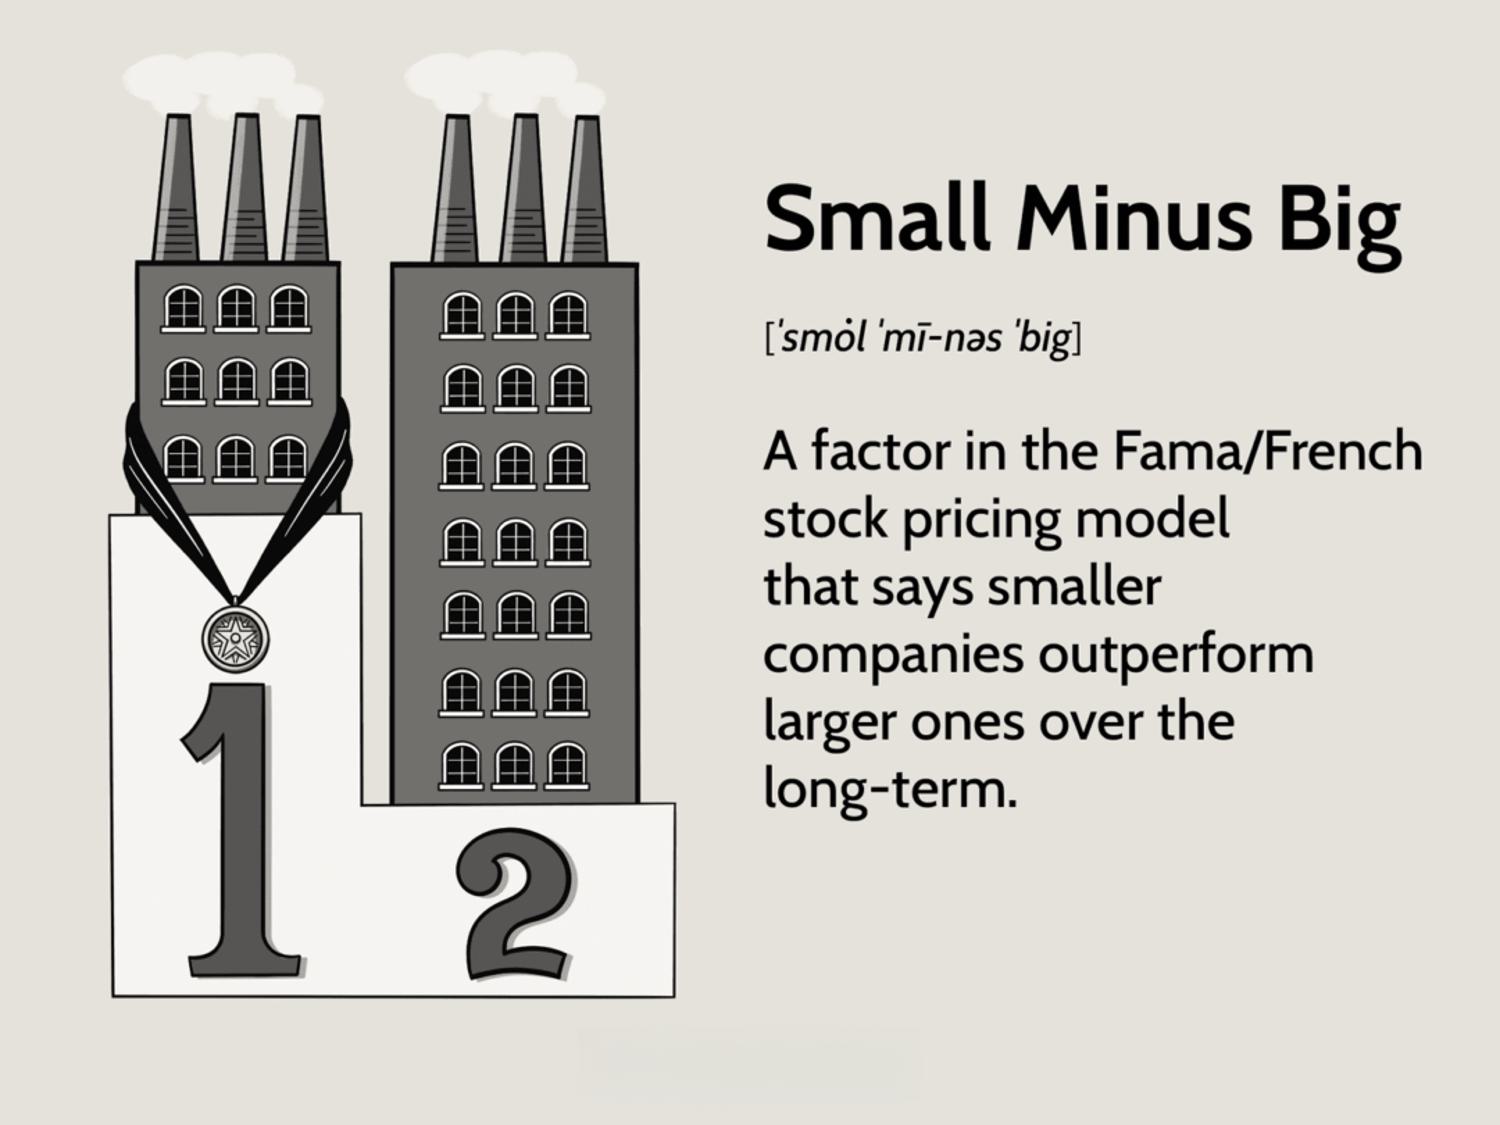 Small Minus Big
[ˈsmȯl ˈmī-nəs ˈbig]
A factor in the Fama/French
stock pricing model
that says smaller
companies outperform
larger ones over the
long-term.
1
2